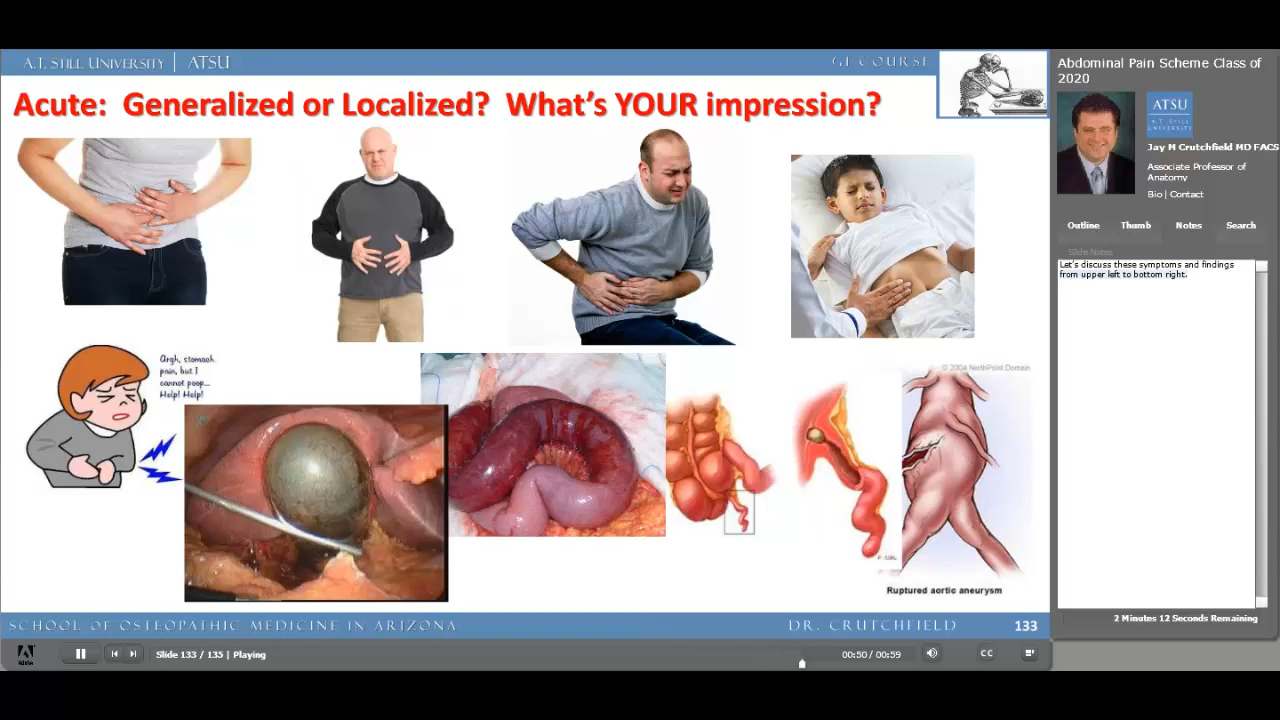 A.T. STILL UNIVERSITY | ATSU
GI COURSE
Acute: Generalized or Localized? What's YOUR impression?
Argh, stomach
pain, but I
cannot poop...
Help! Help!
© 2004 NorthPoint Domain
Ruptured aortic aneurysm
SCHOOL OF OSTEOPATHIC MEDICINE IN ARIZONA
DR. CRUTCHFIELD
133
Abdominal Pain Scheme Class of
2020
ATSU
A.T. STILL
UNIVERSITY
Jay M Crutchfield MD FACS
Associate Professor of
Anatomy
Bio | Contact
Outline
Thumb
Notes
Search
Slide Notes
Let's discuss these symptoms and findings
from upper left to bottom right.
2 Minutes 12 Seconds Remaining
Adobe
Slide 133 / 135 | Playing
00:50 / 00:59
CC